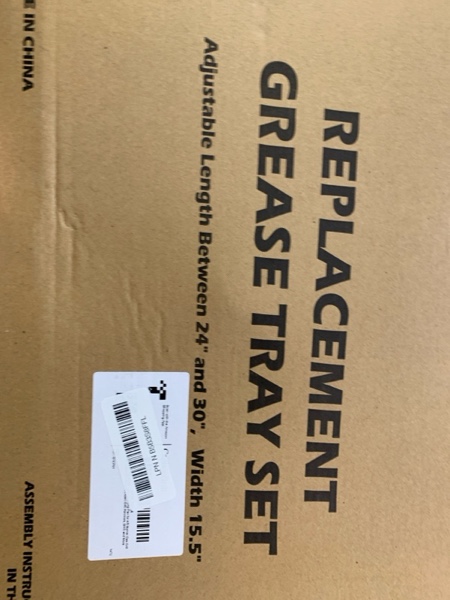 REPLACEMENT
GREASE TRAY SET
Adjustable Length Between 24" and 30", Width 15.5"
E IN CHINA
ASSEMBLY INSTRU
IN TH